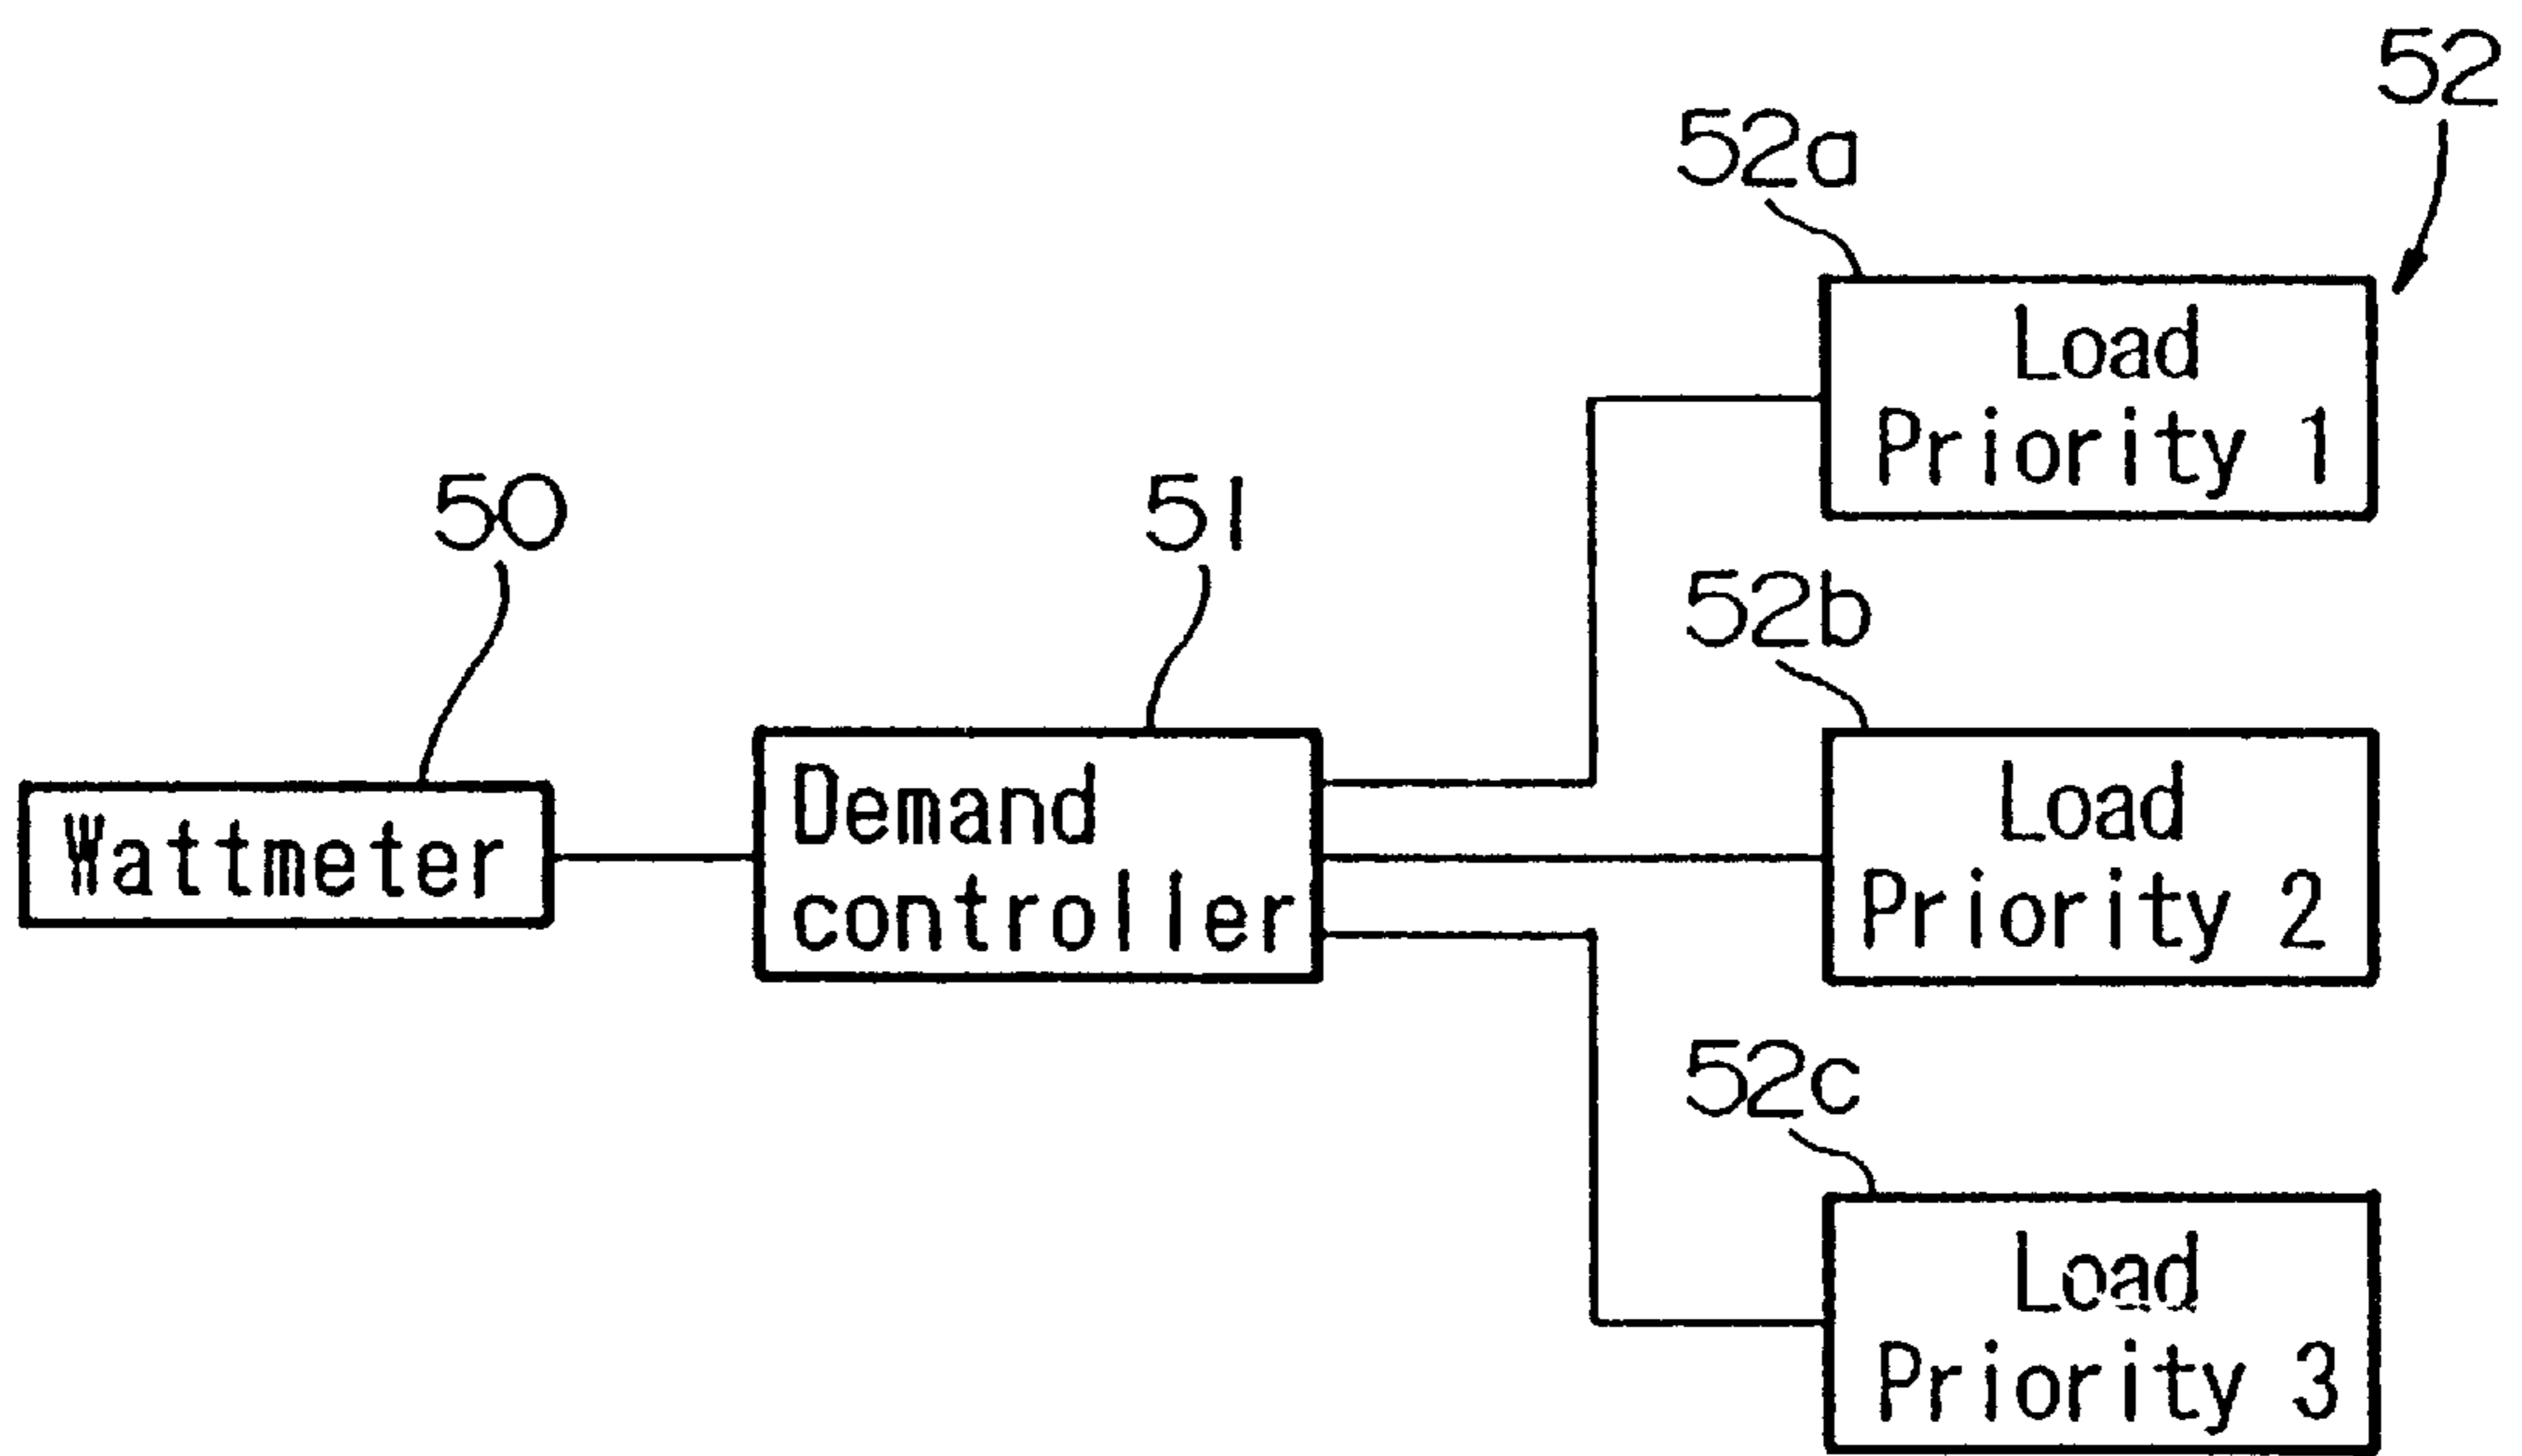 52
52a
Load
Priority 1
50
51
52b
Wattmeter
Demand
controller
Load
Priority 2
52c
Load
Priority 3